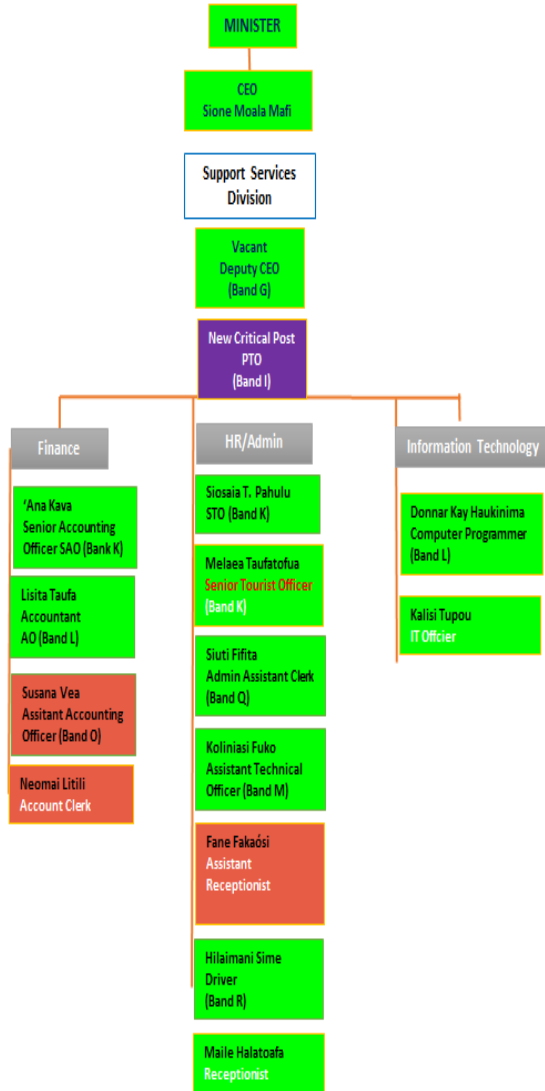 MINISTER
CEO
Sione Moala Mafi
Support Services
Division
Vacant
Deputy CEO
(Band G)
New Critical Post
PTO
(Band I)
Finance
'Ana Kava
Senior Accounting
Officer SAO (Bank K)
Lisita Taufa
Accountant
AO (Band L)
Susana Vea
Assitant Accounting
Officer (Band O)
Neomai Litili
Account Clerk
HR/Admin
Siosaia T. Pahulu
STO (Band K)
Melaea Taufatofua
Senior Tourist Officer
(Band K)
Siuti Fifita
Admin Assistant Clerk
(Band Q)
Koliniasi Fuko
Assistant Technical
Officer (Band M)
Fane Fakaósi
Assistant
Receptionist
Hilaimani Sime
Driver
(Band R)
Maile Halatoafa
Receptionist
Information Technology
Donnar Kay Haukinima
Computer Programmer
(Band L)
Kalisi Tupou
IT Offcier